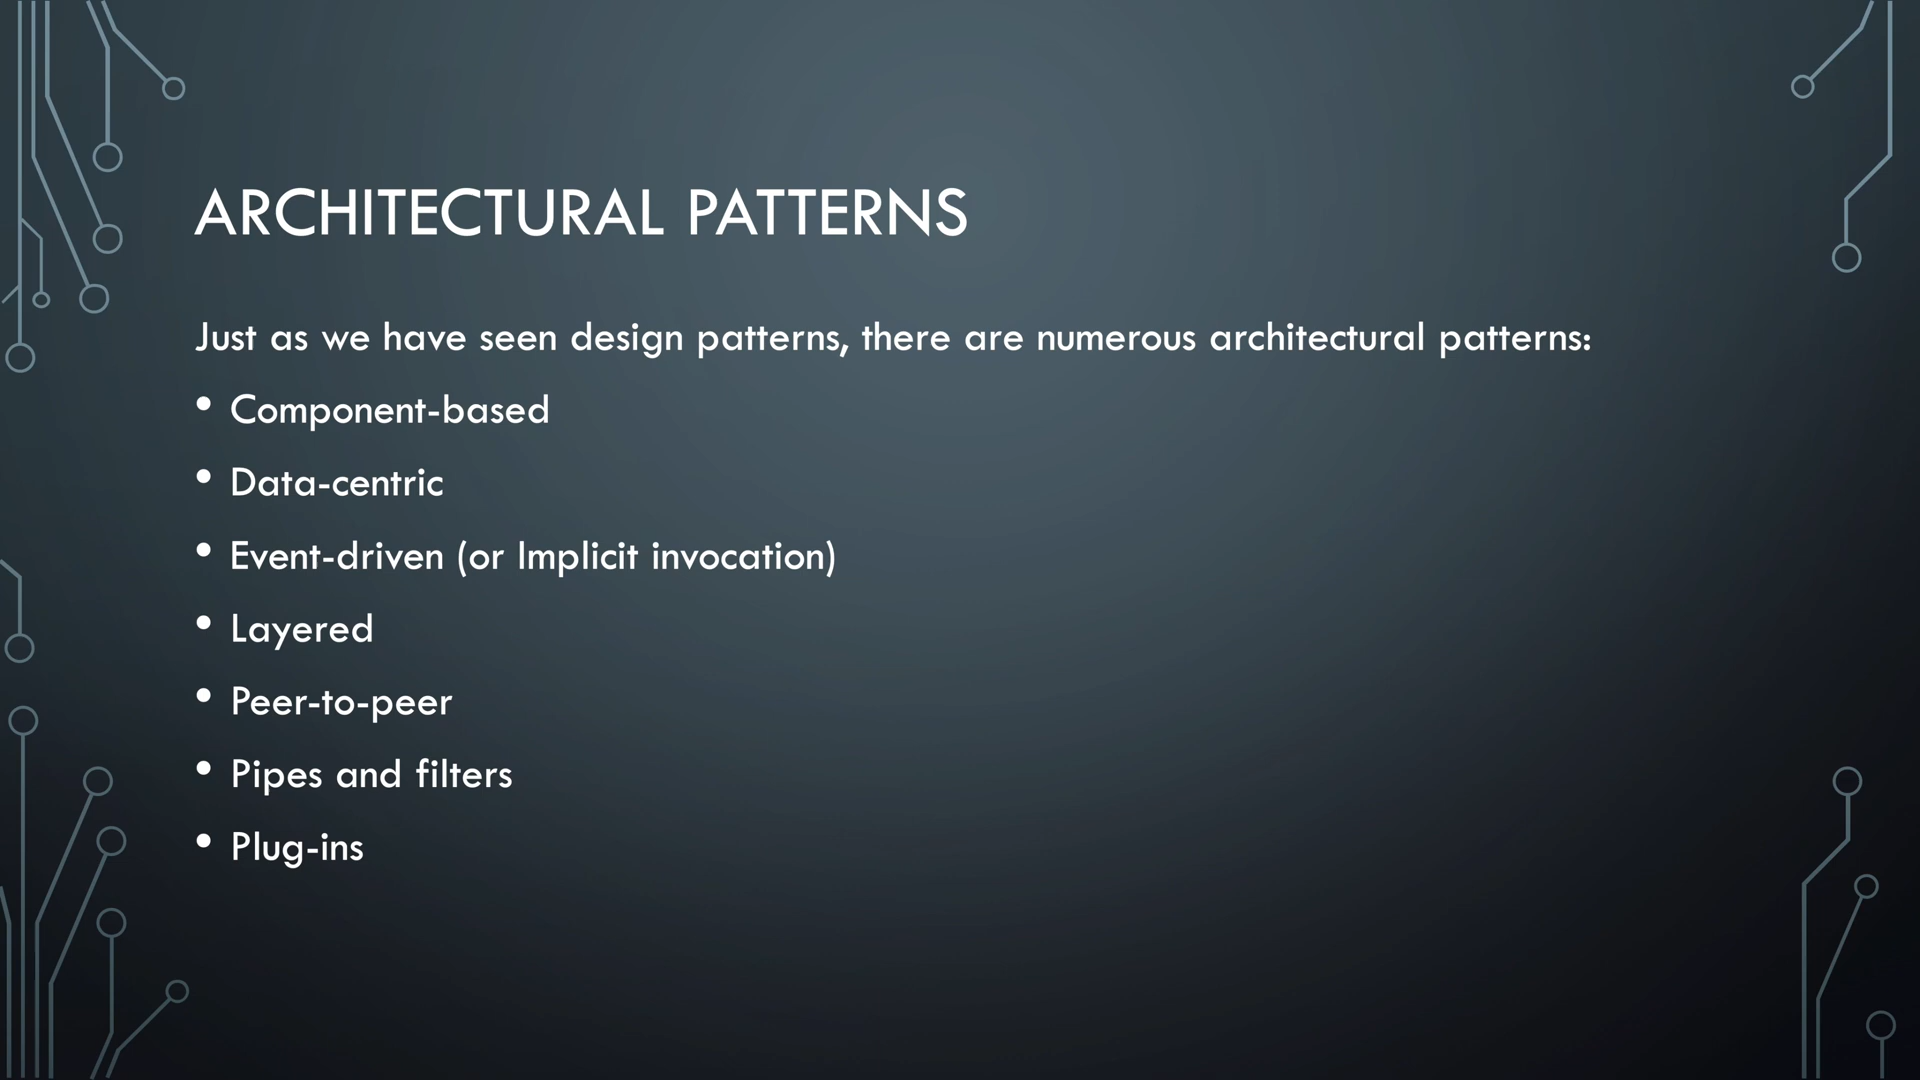 ARCHITECTURAL PATTERNS
Just as we have seen design patterns, there are numerous architectural patterns:
• Component-based
• Data-centric
• Event-driven (or Implicit invocation)
• Layered
• Peer-to-peer
• Pipes and filters
• Plug-ins